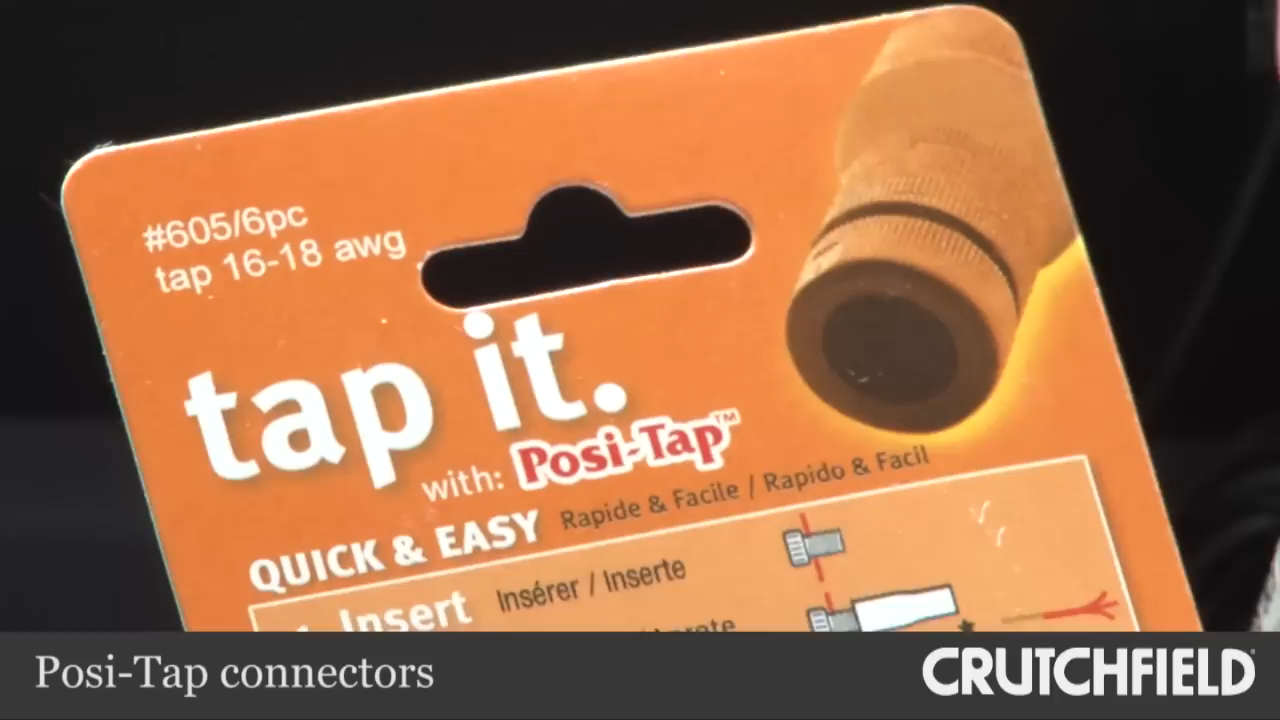 #605/6pc
tap 16-18 awg
tap it.
with: Posi-Tap™
QUICK & EASY Rapide & Facile / Rapido & Facil
Insert Insérer / Inserte
Posi-Tap connectors
CRUTCHFIELD